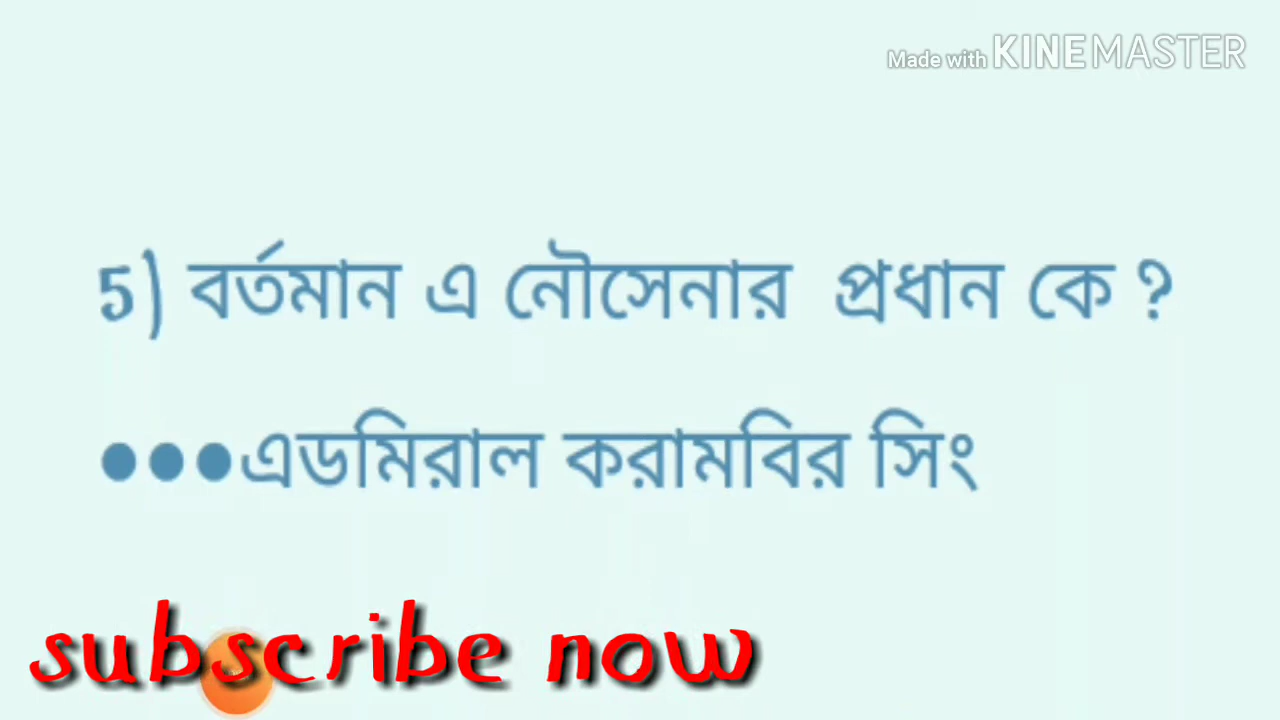 Made with KINEMASTER
5) বর্তমান এ নৌসেনার প্রধান কে ?
●●●এডমিরাল করামবির সিং
subscribe now